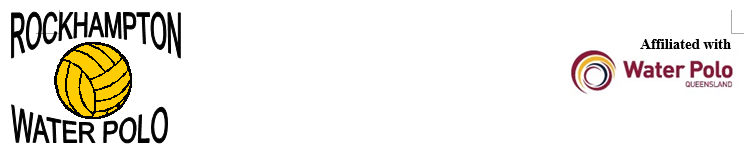 ROCKHAMPTON
WATER POLO
Affiliated with
Water Polo
QUEENSLAND